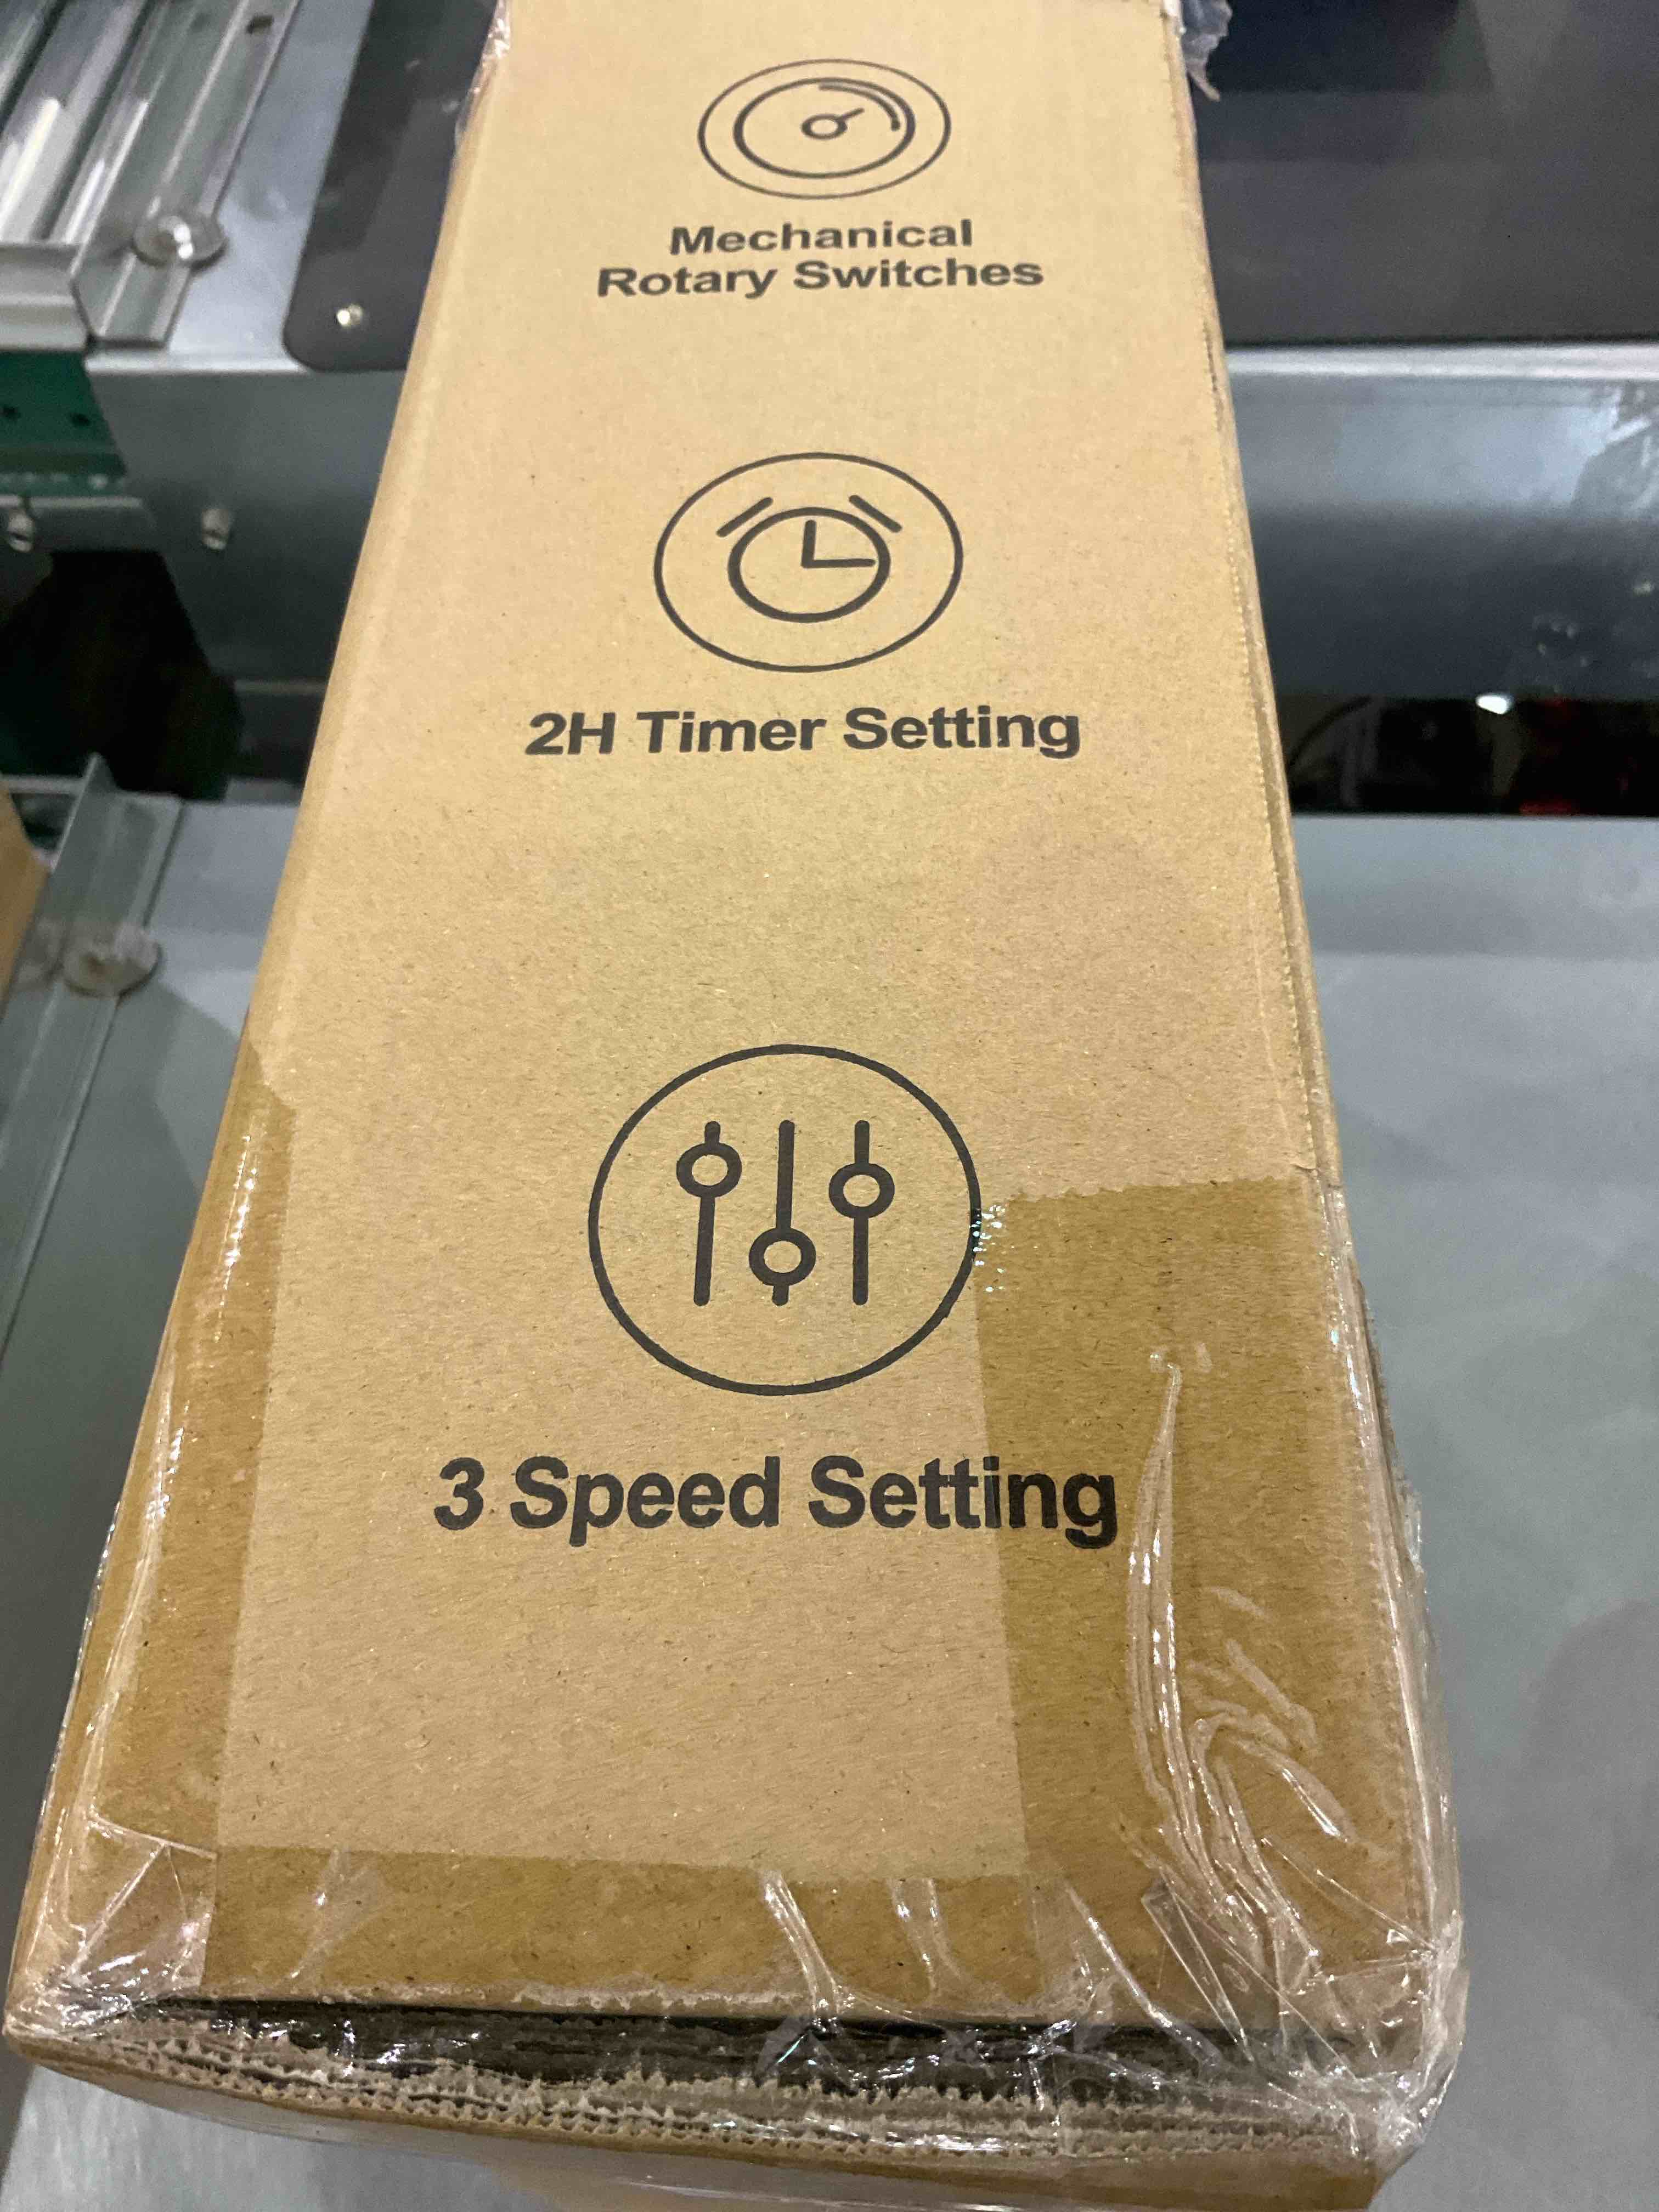 Mechanical
Rotary Switches
2H Timer Setting
3 Speed Setting